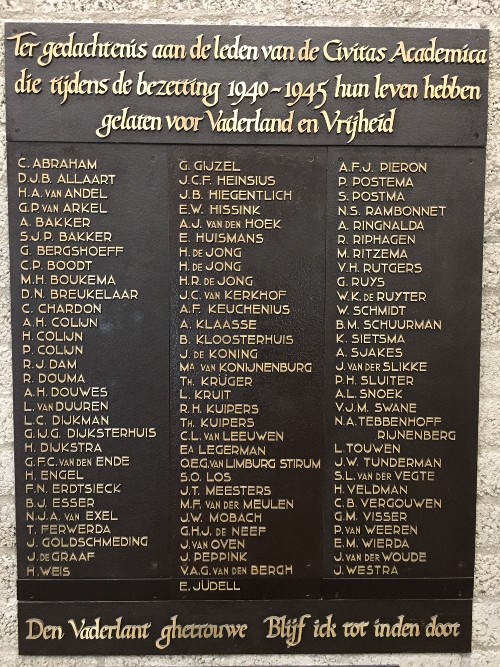 Ter gedachtenis aan de leden van de Civitas Academica
die tijdens de bezetting 1940-1945 hun leven hebben
gelaten voor Vaderland en Vrijheid
C. ABRAHAM
D.J.B. ALLAART
H.A. VAN ANDEL
G.P. VAN ARKEL
A. BAKKER
S.J.P. BAKKER
G. BERGSHOEFF
C.P. BOODT
M.H. BOUKEMA
D.N. BREUKELAAR
C. CHARDON
A.H. COLIJN
H. COLIJN
P. COLIJN
R.J. DAM
R. DOUMA
A.H. DOUWES
L. VAN DUUREN
L.C. DIJKMAN
G.IJ.G. DIJKSTERHUIS
H. DIJKSTRA
G.F.C. VAN DEN ENDE
H. ENGEL
F.N. ERDTSIECK
B.J. ESSER
N.J.A. VAN EXEL
T. FERWERDA
J. GOLDSCHMEDING
J. DE GRAAF
H. WEIS
G. GIJZEL
J.C.F. HEINSIUS
J.B. HIEGENTLICH
E.W. HISSINK
A.J. VAN DEN HOEK
E. HUISMANS
H. DE JONG
H. DE JONG
H.R. DE JONG
J.C. VAN KERKHOF
A.F. KEUCHENIUS
A. KLAASSE
B. KLOOSTERHUIS
J. DE KONING
MA. VAN KONIJNENBURG
TH. KRÜGER
L. KRUIT
R.H. KUIPERS
TH. KUIPERS
C.L. VAN LEEUWEN
EA LEGERMAN
O.E.G. VAN LIMBURG STIRUM
S.O. LOS
J.T. MEESTERS
M.F. VAN DER MEULEN
J.W. MOBACH
G.H.J. DE NEEF
J. VAN OVEN
J. PEPPINK
V.A.G. VAN DEN BERGH
E. JÜDELL
A.F.J. PIERON
P. POSTEMA
S. POSTMA
N.S. RAMBONNET
A. RINGNALDA
R. RIPHAGEN
M. RITZEMA
V.H. RUTGERS
G. RUYS
W.K. DE RUYTER
W. SCHMIDT
B.M. SCHUURMAN
K. SIETSMA
A. SJAKES
J. VAN DER SLIKKE
P.H. SLUITER
A.L. SNOEK
V.J.M. SWANE
N.A. TEBBENHOFF
RIJNENBERG
L. TOUWEN
J.W. TUNDERMAN
S.L. VAN DER VEGTE
H. VELDMAN
C.B. VERGOUWEN
G.M. VISSER
P. VAN WEEREN
E.M. WIERDA
J. VAN DER WOUDE
J. WESTRA
Den Vaderlant ghetrouwe Blijf ick tot inden doot